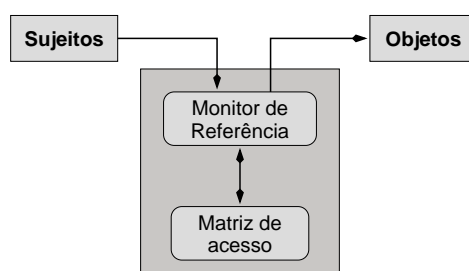 Sujeitos
Objetos
Monitor de
Referência
Matriz de
acesso